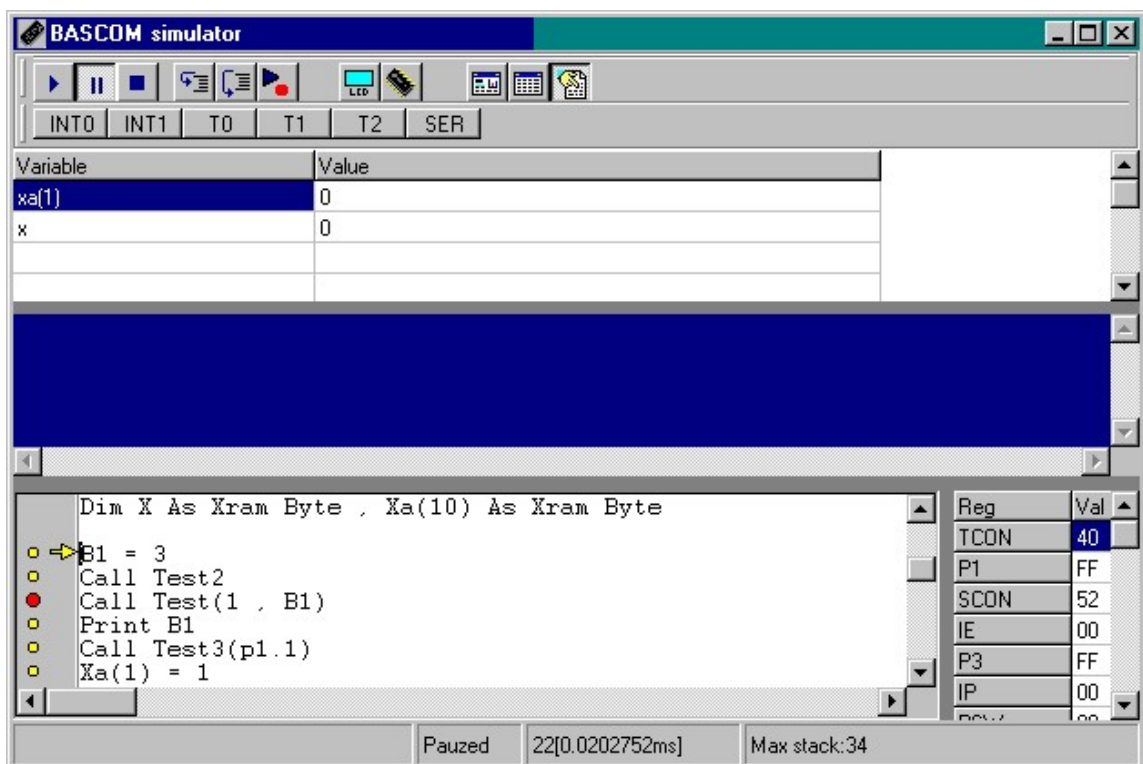 BASCOM simulator
LCD
INT0 INT1 T0 T1 T2 SER
Variable Value
xa(1) 0
x 0
Dim X As Xram Byte , Xa(10) As Xram Byte
B1 = 3
Call Test2
Call Test(1 , B1)
Print B1
Call Test3(p1.1)
Xa(1) = 1
Reg Val
TCON 40
P1 FF
SCON 52
IE 00
P3 FF
IP 00
Pauzed 22[0.0202752ms] Max stack:34